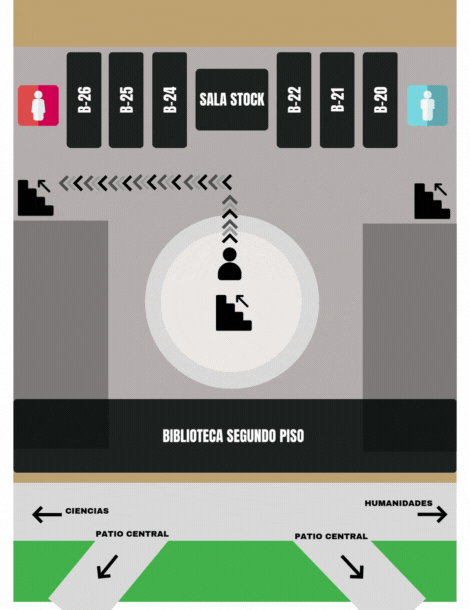 B-26
B-25
B-24
SALA STOCK
B-22
B-21
B-20
BIBLIOTECA SEGUNDO PISO
CIENCIAS
HUMANIDADES
PATIO CENTRAL
PATIO CENTRAL